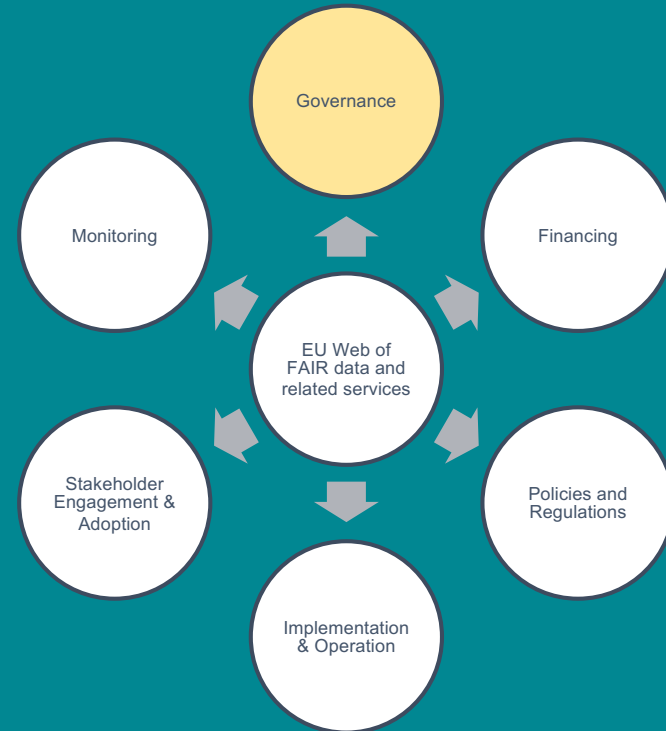 Governance
Monitoring
Financing
EU Web of
FAIR data and
related services
Stakeholder
Engagement &
Adoption
Policies and
Regulations
Implementation
& Operation